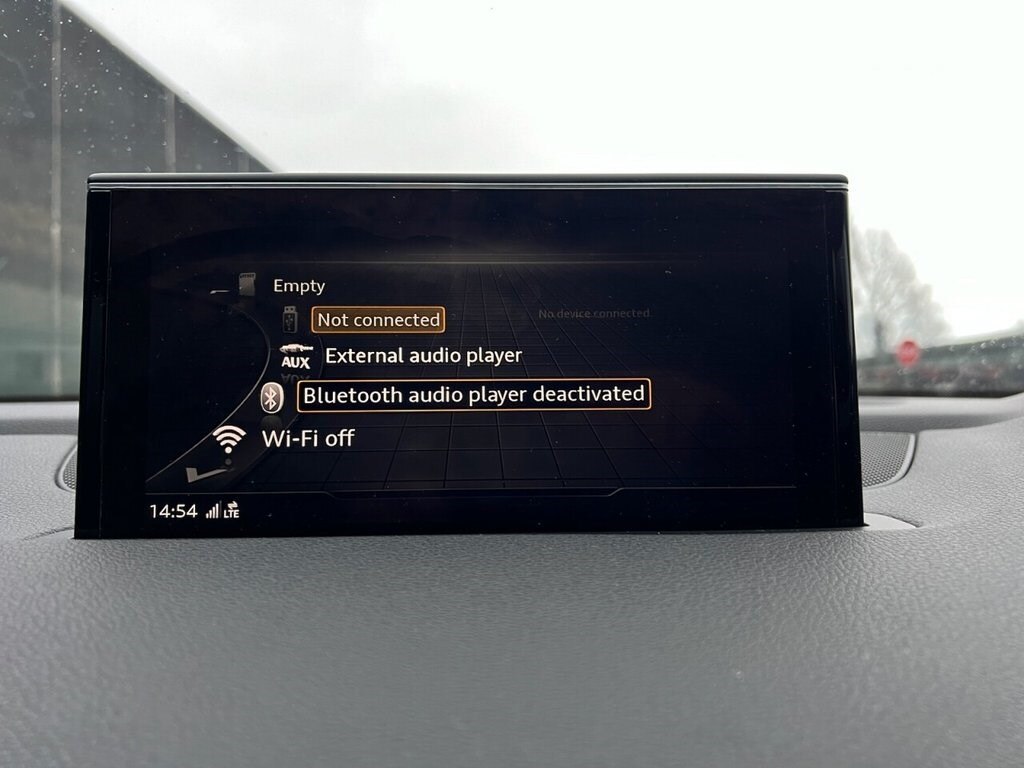 Empty
Not connected
No device connected.
AUX External audio player
Bluetooth audio player deactivated
Wi-Fi off
14:54 LTE